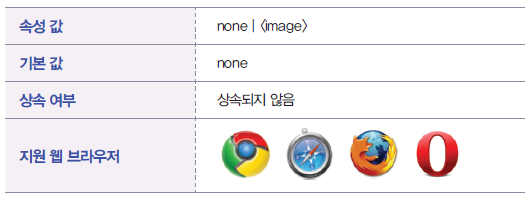 속성 값 none | 〈image〉
기본 값 none
상속 여부 상속되지 않음
지원 웹 브라우저